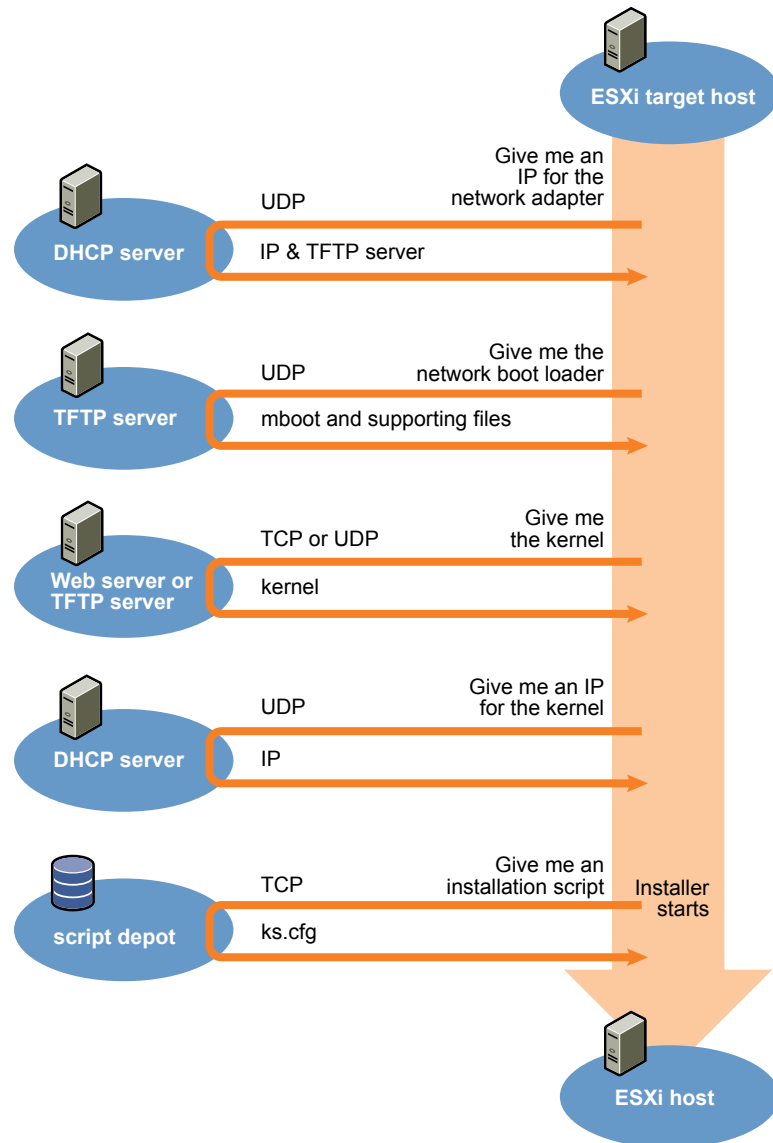 ESXi target host
Give me an
IP for the
network adapter
UDP
DHCP server
IP & TFTP server
Give me the
network boot loader
UDP
TFTP server
mboot and supporting files
Give me
the kernel
TCP or UDP
Web server or
TFTP server
kernel
Give me an IP
for the kernel
UDP
DHCP server
IP
Give me an
installation script
TCP
Installer
starts
script depot
ks.cfg
ESXi host